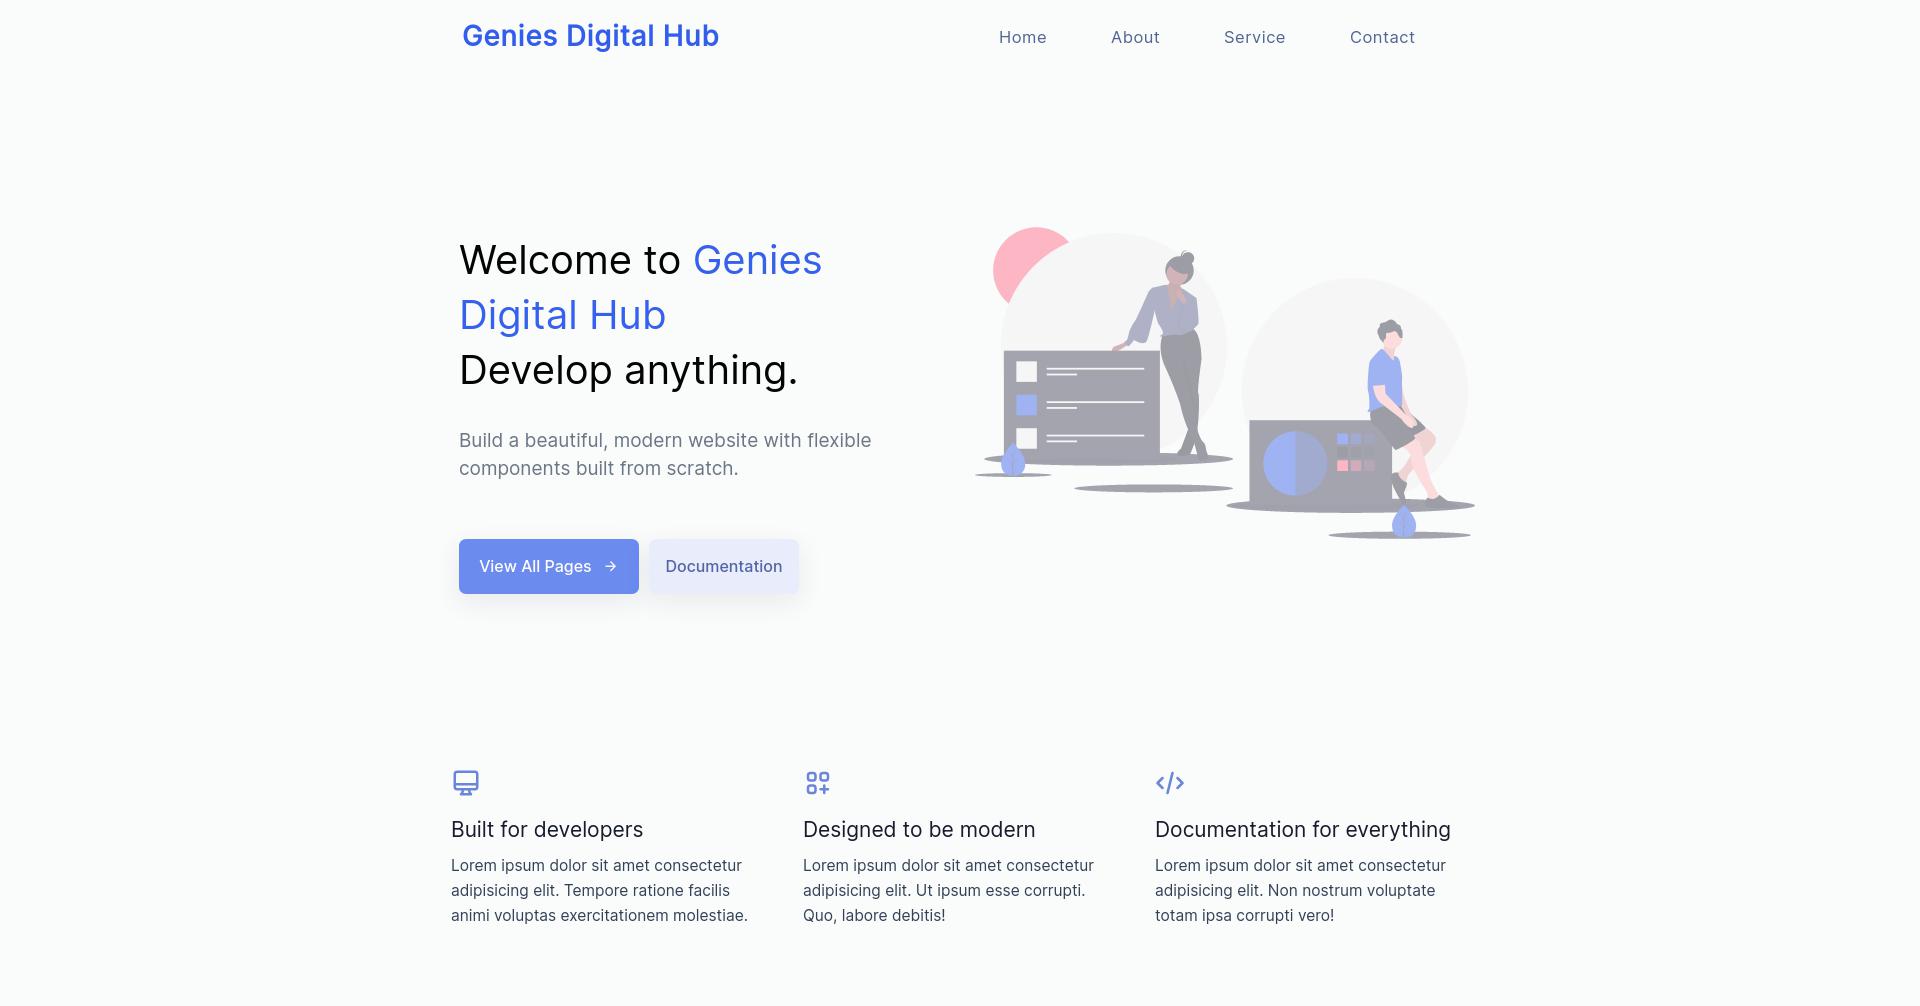 Genies Digital Hub
Home
About
Service
Contact
Welcome to Genies
Digital Hub
Develop anything.
Build a beautiful, modern website with flexible
components built from scratch.
View All Pages →
Documentation
Built for developers
Lorem ipsum dolor sit amet consectetur
adipisicing elit. Tempore ratione facilis
animi voluptas exercitationem molestiae.
Designed to be modern
Lorem ipsum dolor sit amet consectetur
adipisicing elit. Ut ipsum esse corrupti.
Quo, labore debitis!
Documentation for everything
Lorem ipsum dolor sit amet consectetur
adipisicing elit. Non nostrum voluptate
totam ipsa corrupti vero!